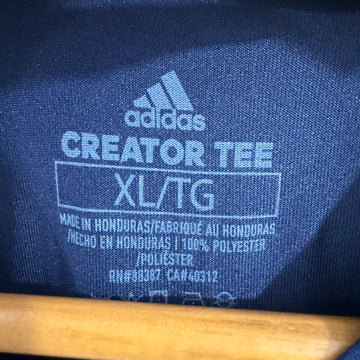 adidas
CREATOR TEE
XL/TG
MADE IN HONDURAS/FABRIQUÉ AU HONDURAS
/HECHO EN HONDURAS | 100% POLYESTER
/POLIÉSTER
RN#88387 CA#40312